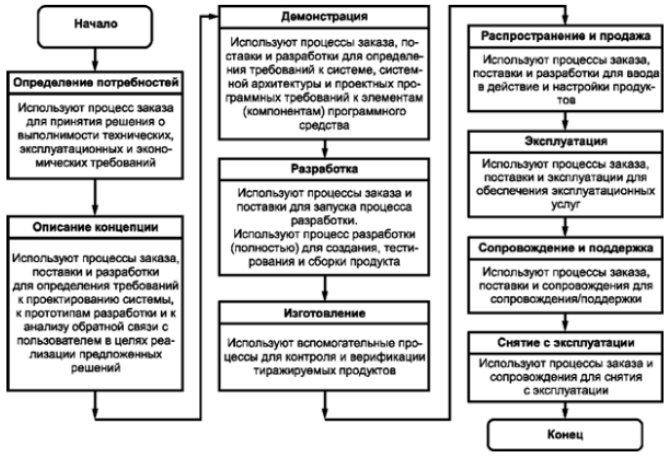 Начало
Определение потребностей
Используют процесс заказа
для принятия решения о
выполнимости технических,
эксплуатационных и эконо-
мических требований
Описание концепции
Используют процессы заказа,
поставки и разработки
для определения требований
к проектированию системы,
к прототипам разработки и к
анализу обратной связи с
пользователем в целях реа-
лизации предложенных
решений
Демонстрация
Используют процессы заказа, по-
ставки и разработки для определе-
ния требований к системе, систем-
ной архитектуры и проектных про-
граммных требований к элементам
(компонентам) программного
средства
Разработка
Используют процессы заказа и
поставки для запуска процесса
разработки.
Используют процесс разработки
(полностью) для создания, тести-
рования и сборки продукта
Изготовление
Используют вспомогательные про-
цессы для контроля и верификации
тиражируемых продуктов
Распространение и продажа
Используют процессы заказа,
поставки и разработки для ввода
в действие и настройки продук-
тов
Эксплуатация
Используют процессы заказа,
поставки и эксплуатации для
обеспечения эксплуатационных
услуг
Сопровождение и поддержка
Используют процессы заказа,
поставки и сопровождения для
сопровождения/поддержки
Снятие с эксплуатации
Используют процессы заказа и
сопровождения для снятия
с эксплуатации
Конец